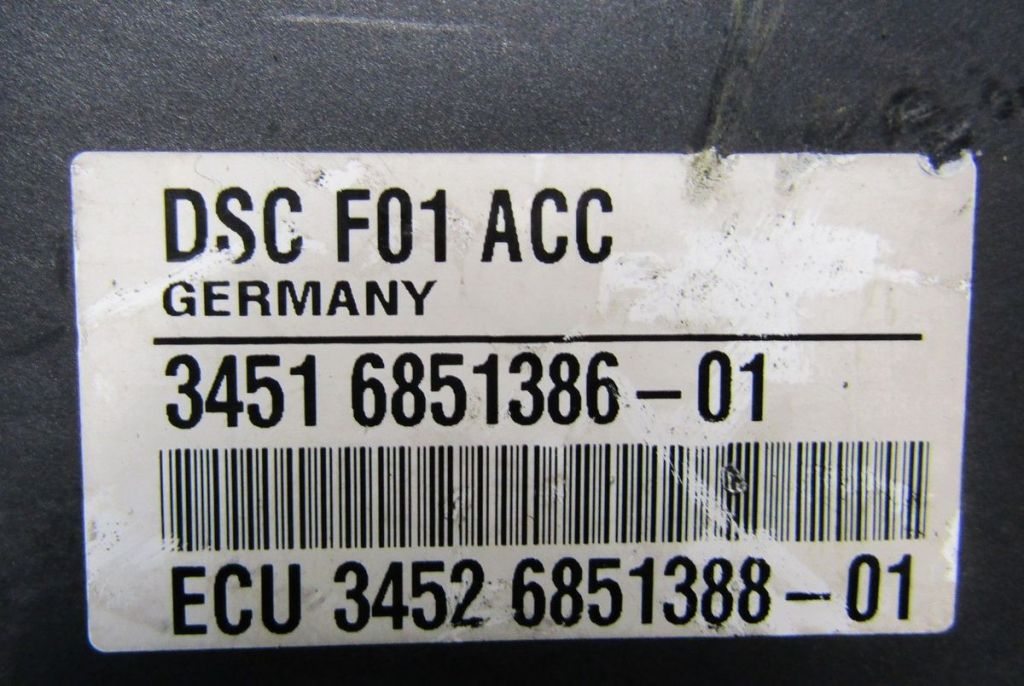 DSC F01 ACC
GERMANY
3451 6851386-01
ECU 3452 6851388-01